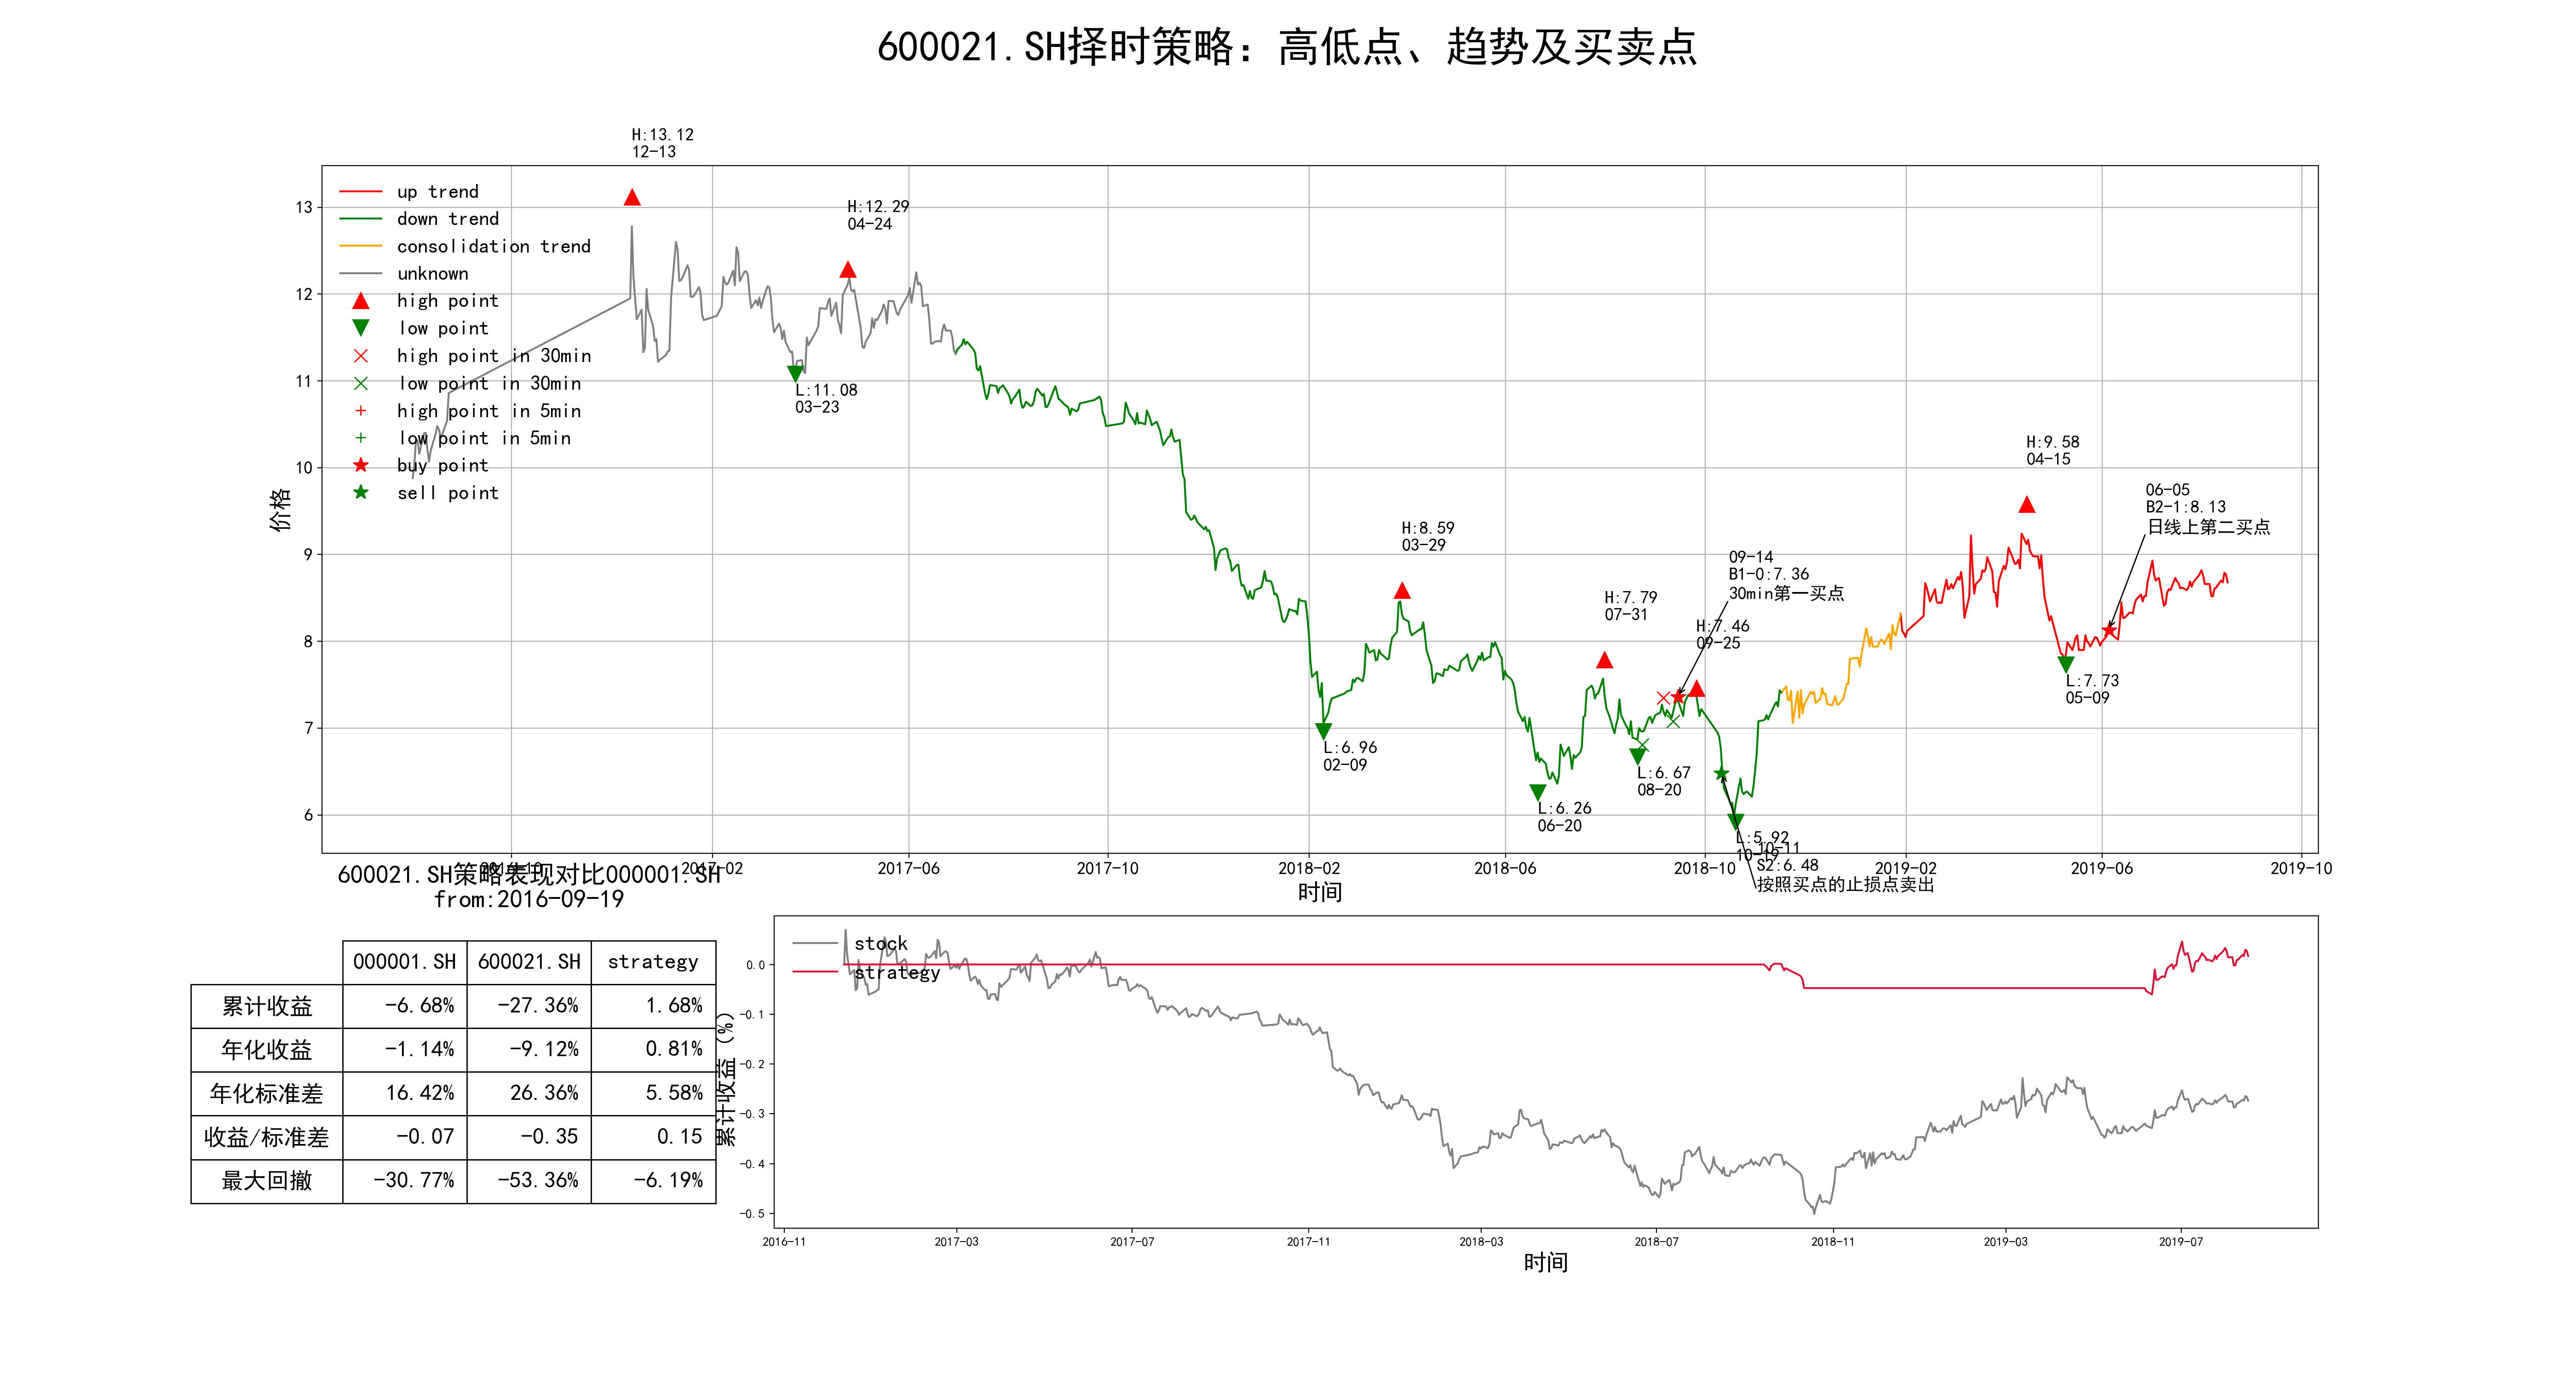 600021.SH择时策略: 高低点、趋势及买卖点
H:13.12
12-13
up trend
down trend
consolidation trend
unknown
high point
low point
high point in 30min
low point in 30min
high point in 5min
low point in 5min
buy point
sell point
H:12.29
04-24
L:11.08
03-23
H:8.59
03-29
L:6.96
02-09
L:6.26
06-20
H:7.79
07-31
L:6.67
08-20
09-14
B1-0:7.36
30min第一买点
H:7.46
09-25
L:5.92
10-19
10-11
S2:6.48
按照买点的止损点卖出
H:9.58
04-15
L:7.73
05-09
06-05
B2-1:8.13
日线上第二买点
价格
13
12
11
10
9
8
7
6
2016-10
2017-02
2017-06
2017-10
2018-02
2018-06
2018-10
2019-02
2019-06
2019-10
时间
600021.SH策略表现对比000001.SH
from:2016-09-19
000001.SH 600021.SH strategy
累计收益 -6.68% -27.36% 1.68%
年化收益 -1.14% -9.12% 0.81%
年化标准差 16.42% 26.36% 5.58%
收益/标准差 -0.07 -0.35 0.15
最大回撤 -30.77% -53.36% -6.19%
stock
strategy
累计收益 (%)
0.0
-0.1
-0.2
-0.3
-0.4
-0.5
2016-11
2017-03
2017-07
2017-11
2018-03
2018-07
2018-11
2019-03
2019-07
时间